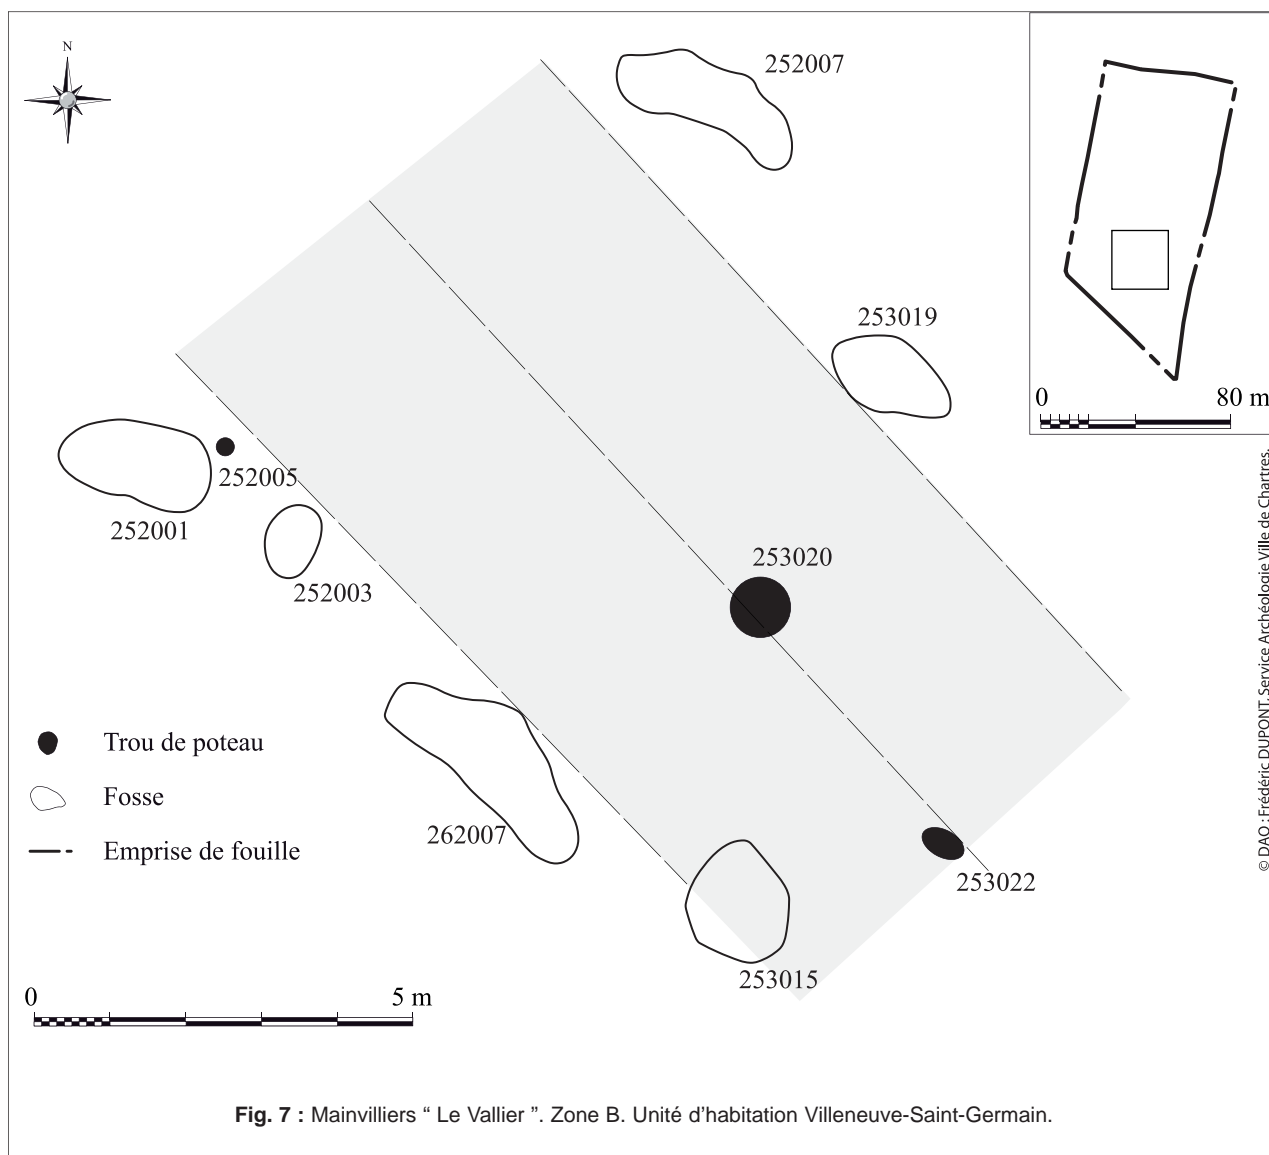 N
252007
253019
0 80 m
252005
252001
252003
253020
Trou de poteau
Fosse
Emprise de fouille
262007
253022
253015
0 5 m
© DAO : Frédéric DUPONT, Service Archéologie Ville de Chartres.
Fig. 7 : Mainvilliers “ Le Vallier ”. Zone B. Unité d’habitation Villeneuve-Saint-Germain.